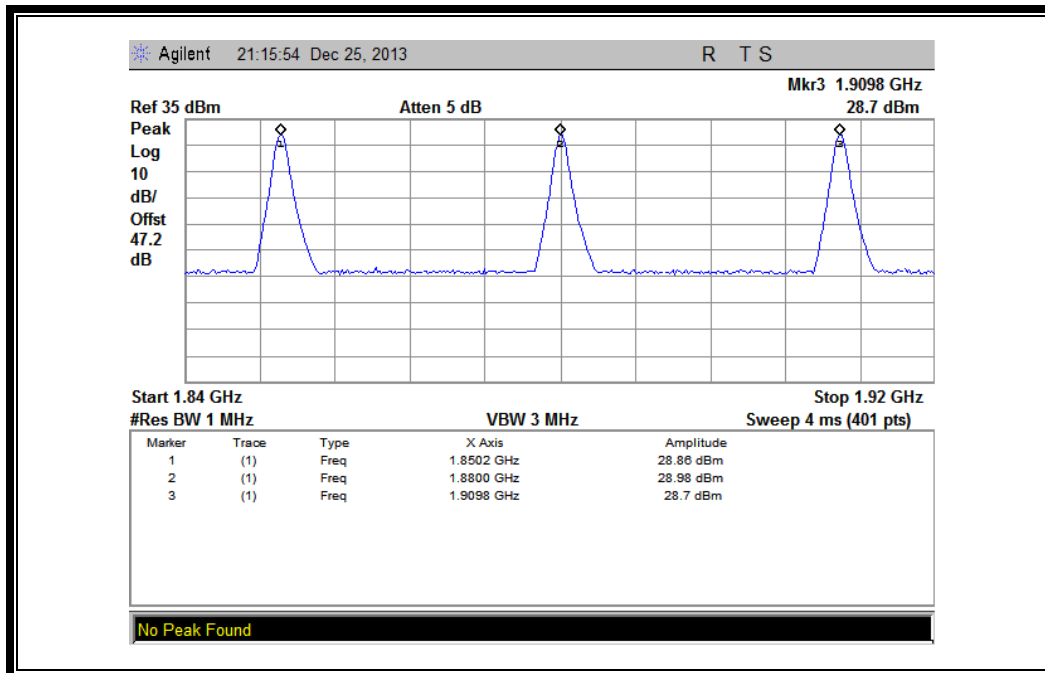 Agilent 21:15:54 Dec 25, 2013 R T S
Mkr3 1.9098 GHz
Ref 35 dBm Atten 5 dB 28.7 dBm
Peak
Log
10
dB/
Offst
47.2
dB
1 2 3
Start 1.84 GHz Stop 1.92 GHz
#Res BW 1 MHz VBW 3 MHz Sweep 4 ms (401 pts)
Marker Trace Type X Axis Amplitude
1 (1) Freq 1.8502 GHz 28.86 dBm
2 (1) Freq 1.8800 GHz 28.98 dBm
3 (1) Freq 1.9098 GHz 28.7 dBm
No Peak Found